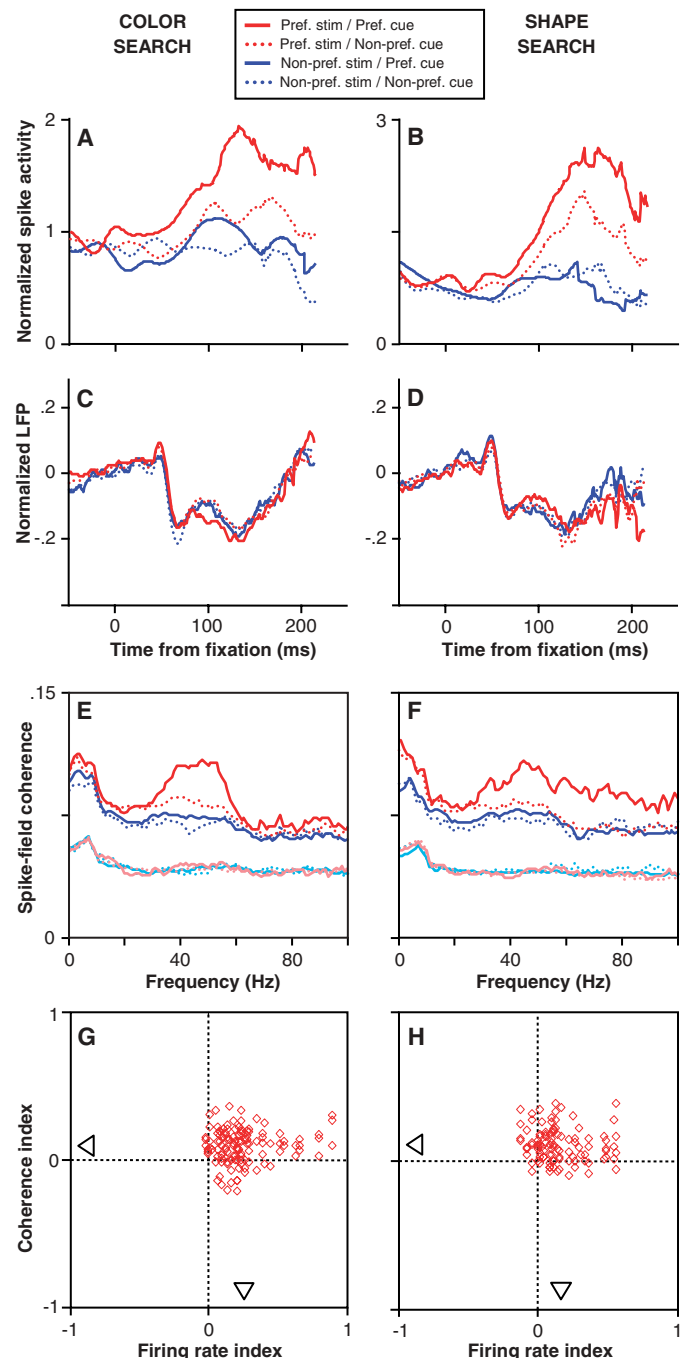 COLOR SEARCH
SHAPE SEARCH
Pref. stim / Pref. cue
Pref. stim / Non-pref. cue
Non-pref. stim / Pref. cue
Non-pref. stim / Non-pref. cue
A
B
Normalized spike activity
2
1
0
3
1
0
C
D
Normalized LFP
.2
0
-.2
.2
0
-.2
0 100 200
0 100 200
Time from fixation (ms)
Time from fixation (ms)
E
F
Spike-field coherence
.15
0
0 40 80
0 40 80
Frequency (Hz)
Frequency (Hz)
G
H
Coherence index
1
0
-1
1
0
-1
-1 0 1
-1 0 1
Firing rate index
Firing rate index